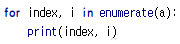 for index, i in enumerate(a):
    print(index, i)